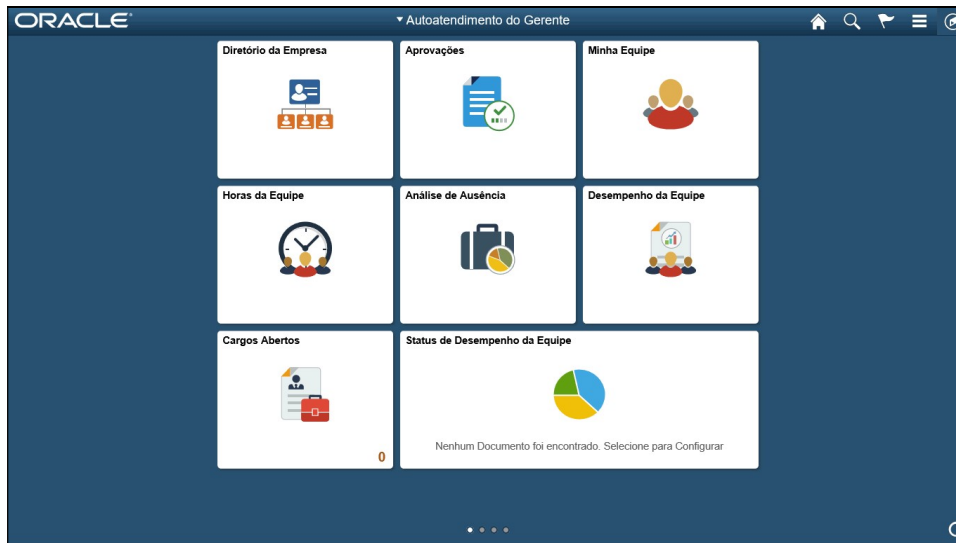 ORACLE
Autoatendimento do Gerente
Diretório da Empresa
Aprovações
Minha Equipe
Horas da Equipe
Análise de Ausência
Desempenho da Equipe
Cargos Abertos
0
Status de Desempenho da Equipe
Nenhum Documento foi encontrado. Selecione para Configurar